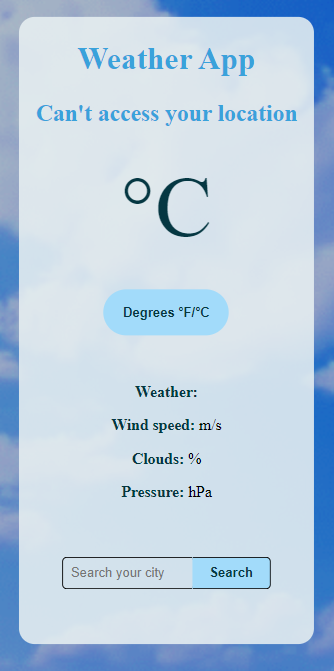 Weather App
Can't access your location
°C
Degrees °F/°C
Weather:
Wind speed: m/s
Clouds: %
Pressure: hPa
Search your city
Search